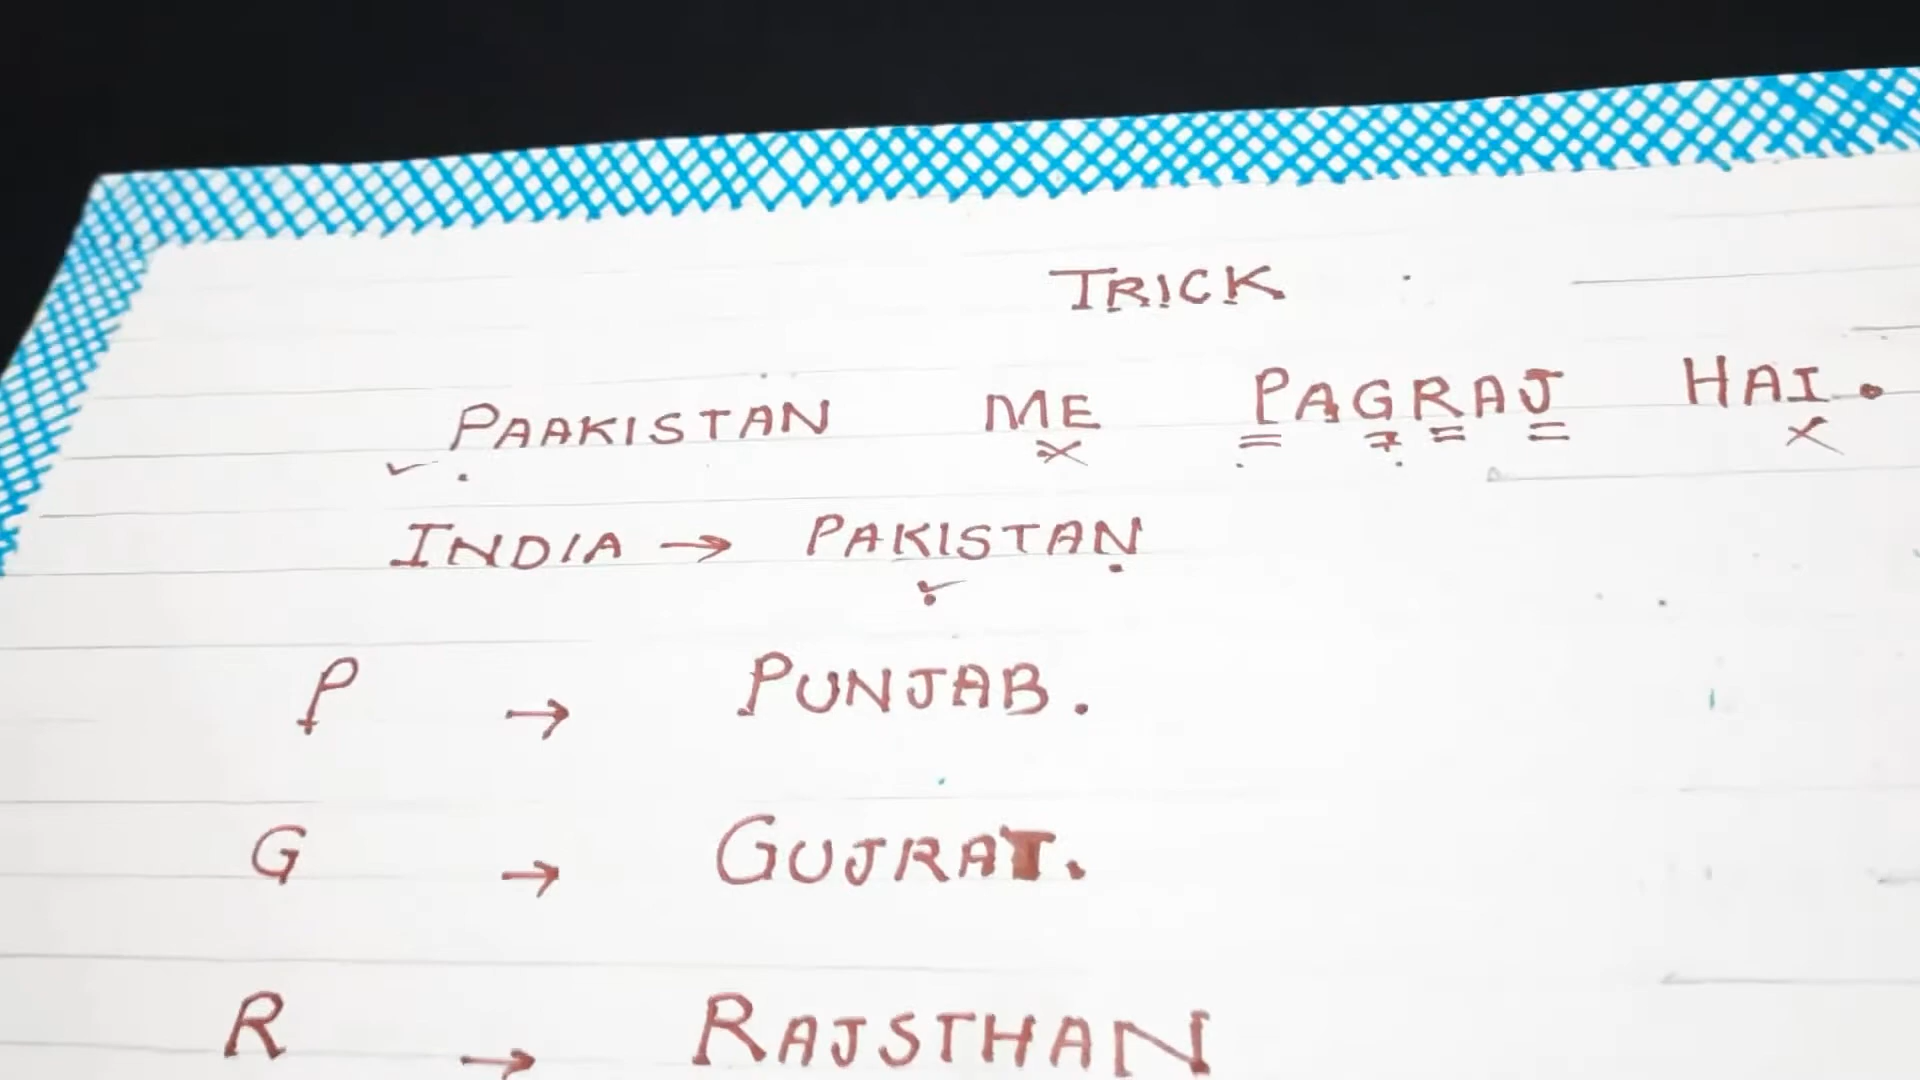 TRICK
PAAKISTAN ME PAGRAJ HAI.
INDIA → PAKISTAN
P → PUNJAB.
G → GUJRAT.
R → RAJSTHAN